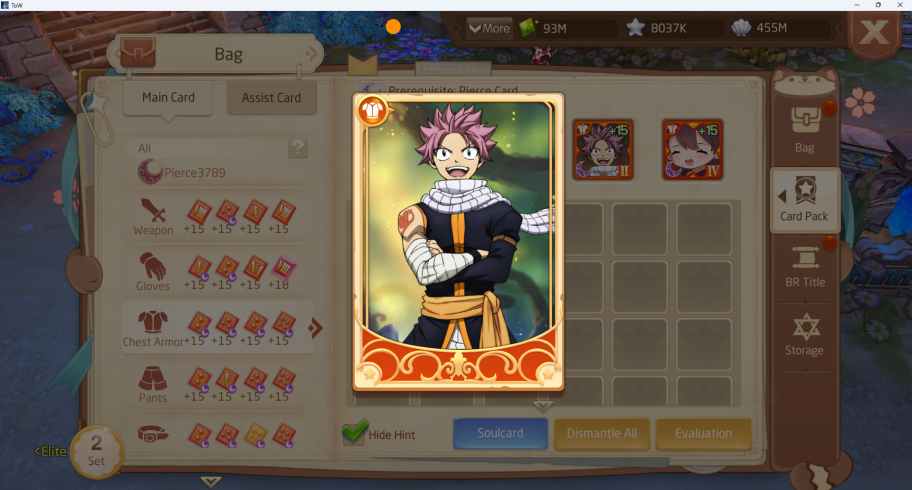 ToW
More
93M
8037K
455M
Bag
Main Card
Assist Card
Prerequisite: Pierce Card
All
?
Pierce3789
Weapon
+15 +15 +15 +15
Gloves
+15 +15 +15 +18
Chest Armor
+15 +15 +15 +15
Pants
+15 +15 +15 +15
+15
II
+15
IV
Bag
Card Pack
BR Title
Storage
<Elite
2
Set
Hide Hint
Soulcard
Dismantle All
Evaluation